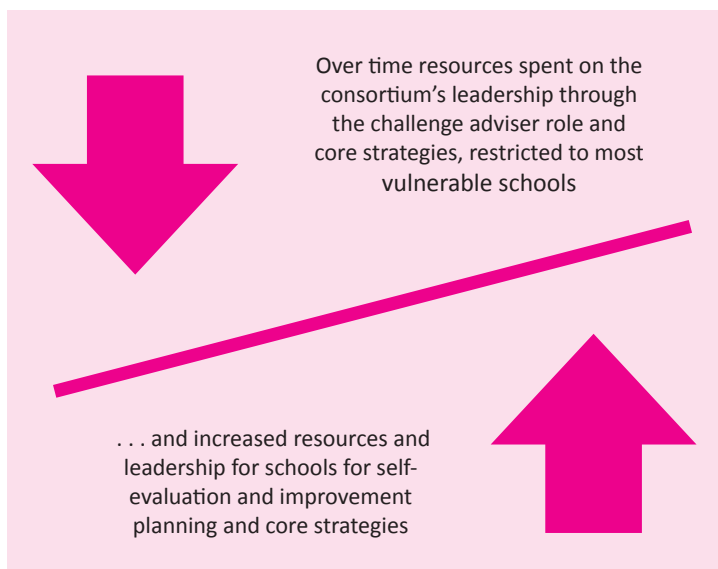 Over time resources spent on the
consortium’s leadership through
the challenge adviser role and
core strategies, restricted to most
vulnerable schools
. . . and increased resources and
leadership for schools for self-
evaluation and improvement
planning and core strategies